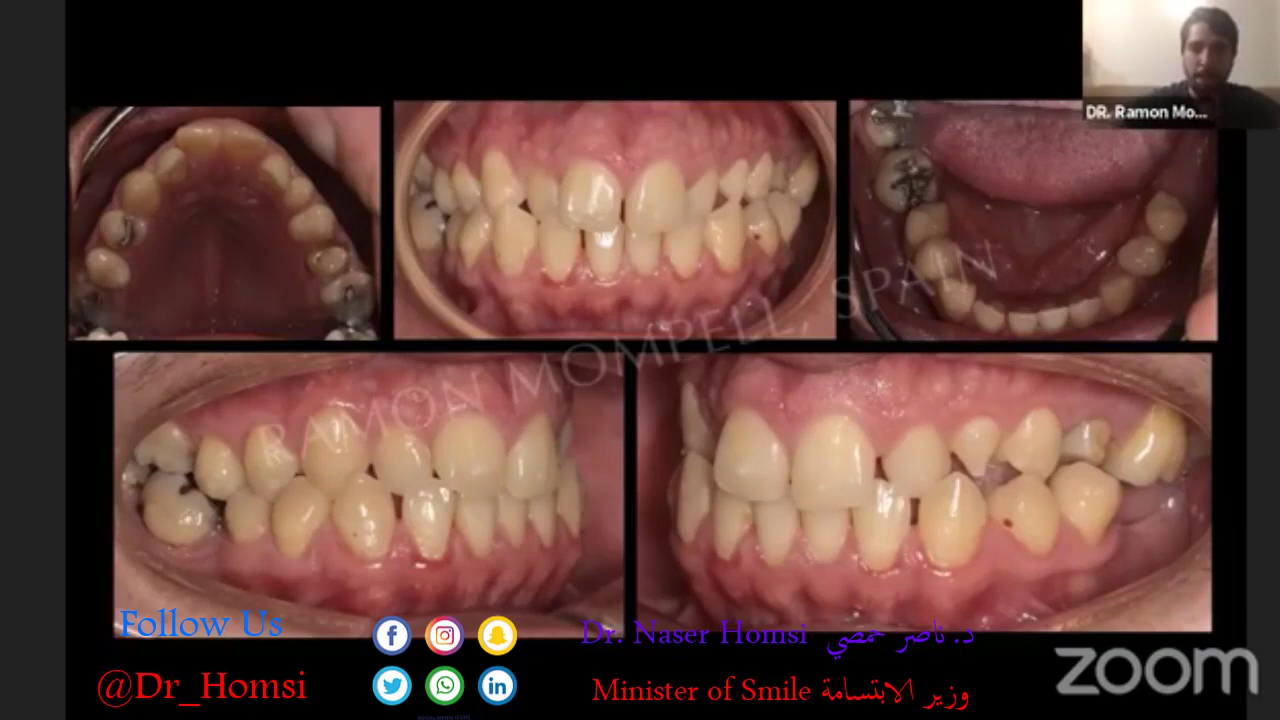 DR. Ramon Mo...
RAMON MOMPELL, SPAIN
Follow Us
@Dr_Homsi
Dr. Naser Homsi د. ناصر حمصي
Minister of Smile وزير الابتسامة
zoom